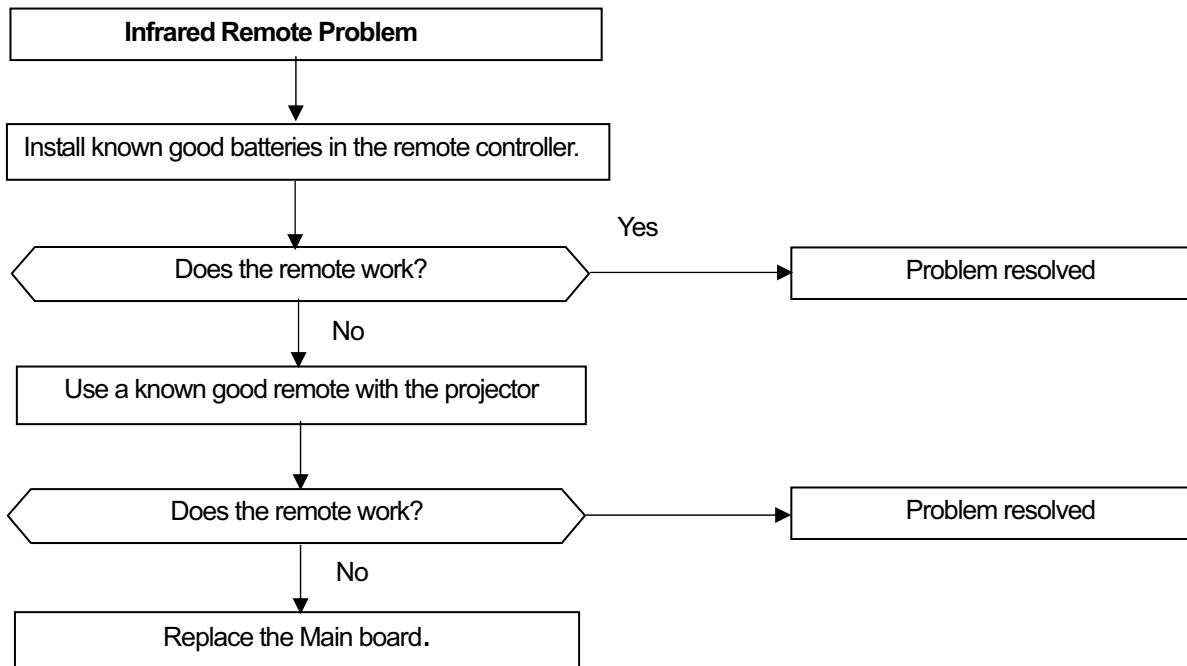 Infrared Remote Problem
Install known good batteries in the remote controller.
Yes
Does the remote work?
Problem resolved
No
Use a known good remote with the projector
Does the remote work?
Problem resolved
No
Replace the Main board.